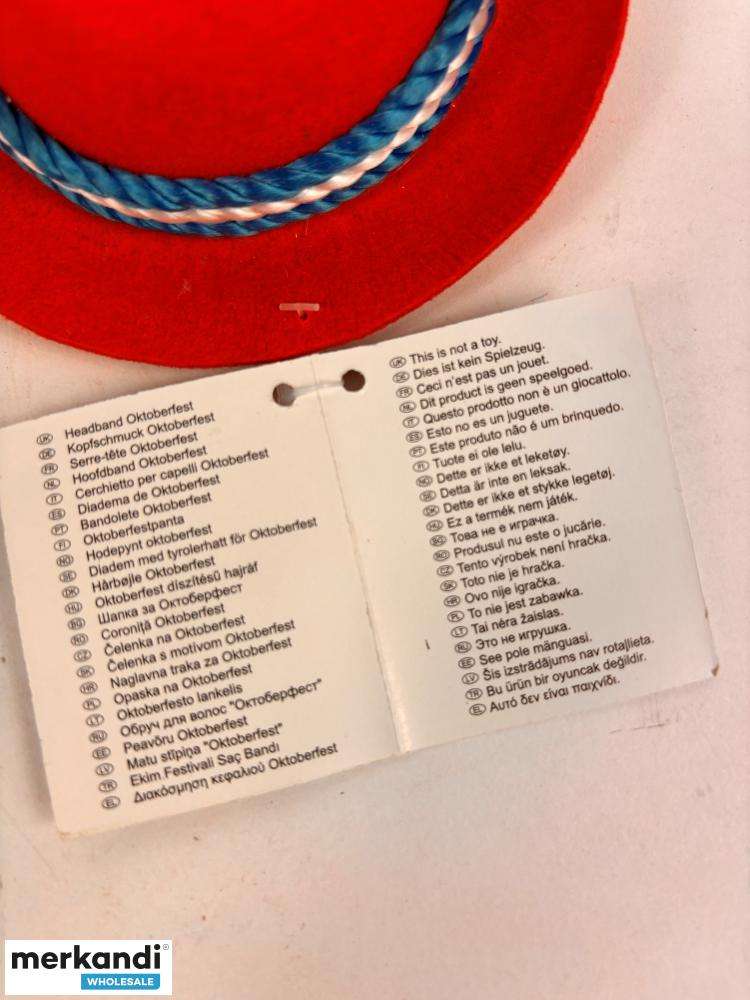 UK Headband Oktoberfest
DE Kopfschmuck Oktoberfest
FR Serre-tête Oktoberfest
NL Hoofdband Oktoberfest
IT Cerchietto per capelli Oktoberfest
ES Diadema de Oktoberfest
PT Bandolete Oktoberfest
FI Oktoberfestpanta
NO Hodepynt oktoberfest
SE Diadem med tyrolerhatt för Oktoberfest
DK Hårbøjle Oktoberfest
HU Oktoberfest díszítésű hajráf
BG Шапка за Октоберфест
RO Coroniță Oktoberfest
CZ Čelenka na Oktoberfest
SK Čelenka s motivom Oktoberfest
HR Naglavna traka za Oktoberfest
PL Opaska na Oktoberfest
LT Oktoberfesto lankelis
RU Обруч для волос "Октоберфест"
EE Peavõru Oktoberfest
LV Matu stīpiņa "Oktoberfest"
TR Ekim Festivali Saç Bandı
EL Διακόσμηση κεφαλιού Oktoberfest
UK This is not a toy.
DE Dies ist kein Spielzeug.
FR Ceci n'est pas un jouet.
NL Dit product is geen speelgoed.
IT Questo prodotto non è un giocattolo.
ES Esto no es un juguete.
PT Este produto não é um brinquedo.
FI Tuote ei ole lelu.
NO Dette er ikke et leketøy.
SE Detta är inte en leksak.
DK Dette er ikke et stykke legetøj.
HU Ez a termék nem játék.
BG Това не е играчка.
RO Produsul nu este o jucărie.
CZ Tento výrobek není hračka.
SK Toto nie je hračka.
HR Ovo nije igračka.
PL To nie jest zabawka.
LT Tai nėra žaislas.
RU Это не игрушка.
EE See pole mänguasi.
LV Šis izstrādājums nav rotaļlieta.
TR Bu ürün bir oyuncak değildir.
EL Αυτό δεν είναι παιχνίδι.
merkandi®
WHOLESALE